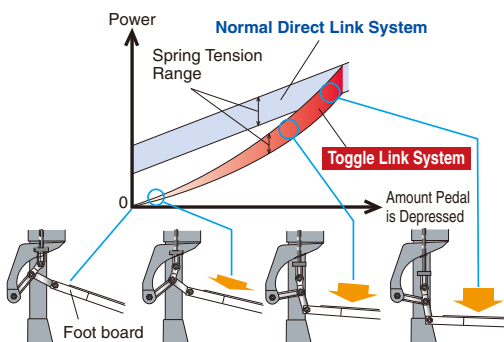 Power
Normal Direct Link System
Spring Tension
Range
Toggle Link System
0
Amount Pedal
is Depressed
Foot board